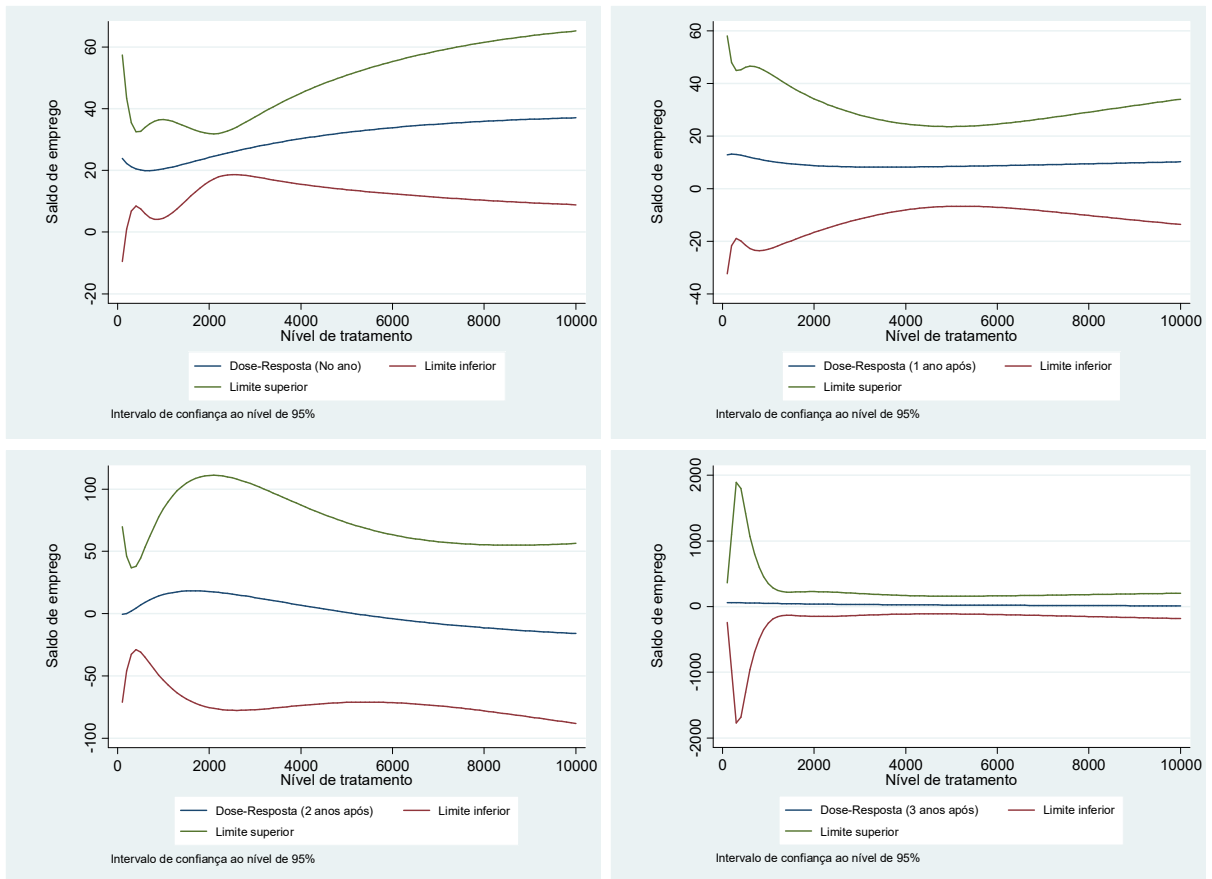 Saldo de emprego
60
40
20
0
-20
0 2000 4000 6000 8000 10000
Nível de tratamento
Dose-Resposta (No ano) Limite inferior
Limite superior
Intervalo de confiança ao nível de 95%
Saldo de emprego
60
40
20
0
-20
-40
0 2000 4000 6000 8000 10000
Nível de tratamento
Dose-Resposta (1 ano após) Limite inferior
Limite superior
Intervalo de confiança ao nível de 95%
Saldo de emprego
100
50
0
-50
-100
0 2000 4000 6000 8000 10000
Nível de tratamento
Dose-Resposta (2 anos após) Limite inferior
Limite superior
Intervalo de confiança ao nível de 95%
Saldo de emprego
2000
1000
0
-1000
-2000
0 2000 4000 6000 8000 10000
Nível de tratamento
Dose-Resposta (3 anos após) Limite inferior
Limite superior
Intervalo de confiança ao nível de 95%